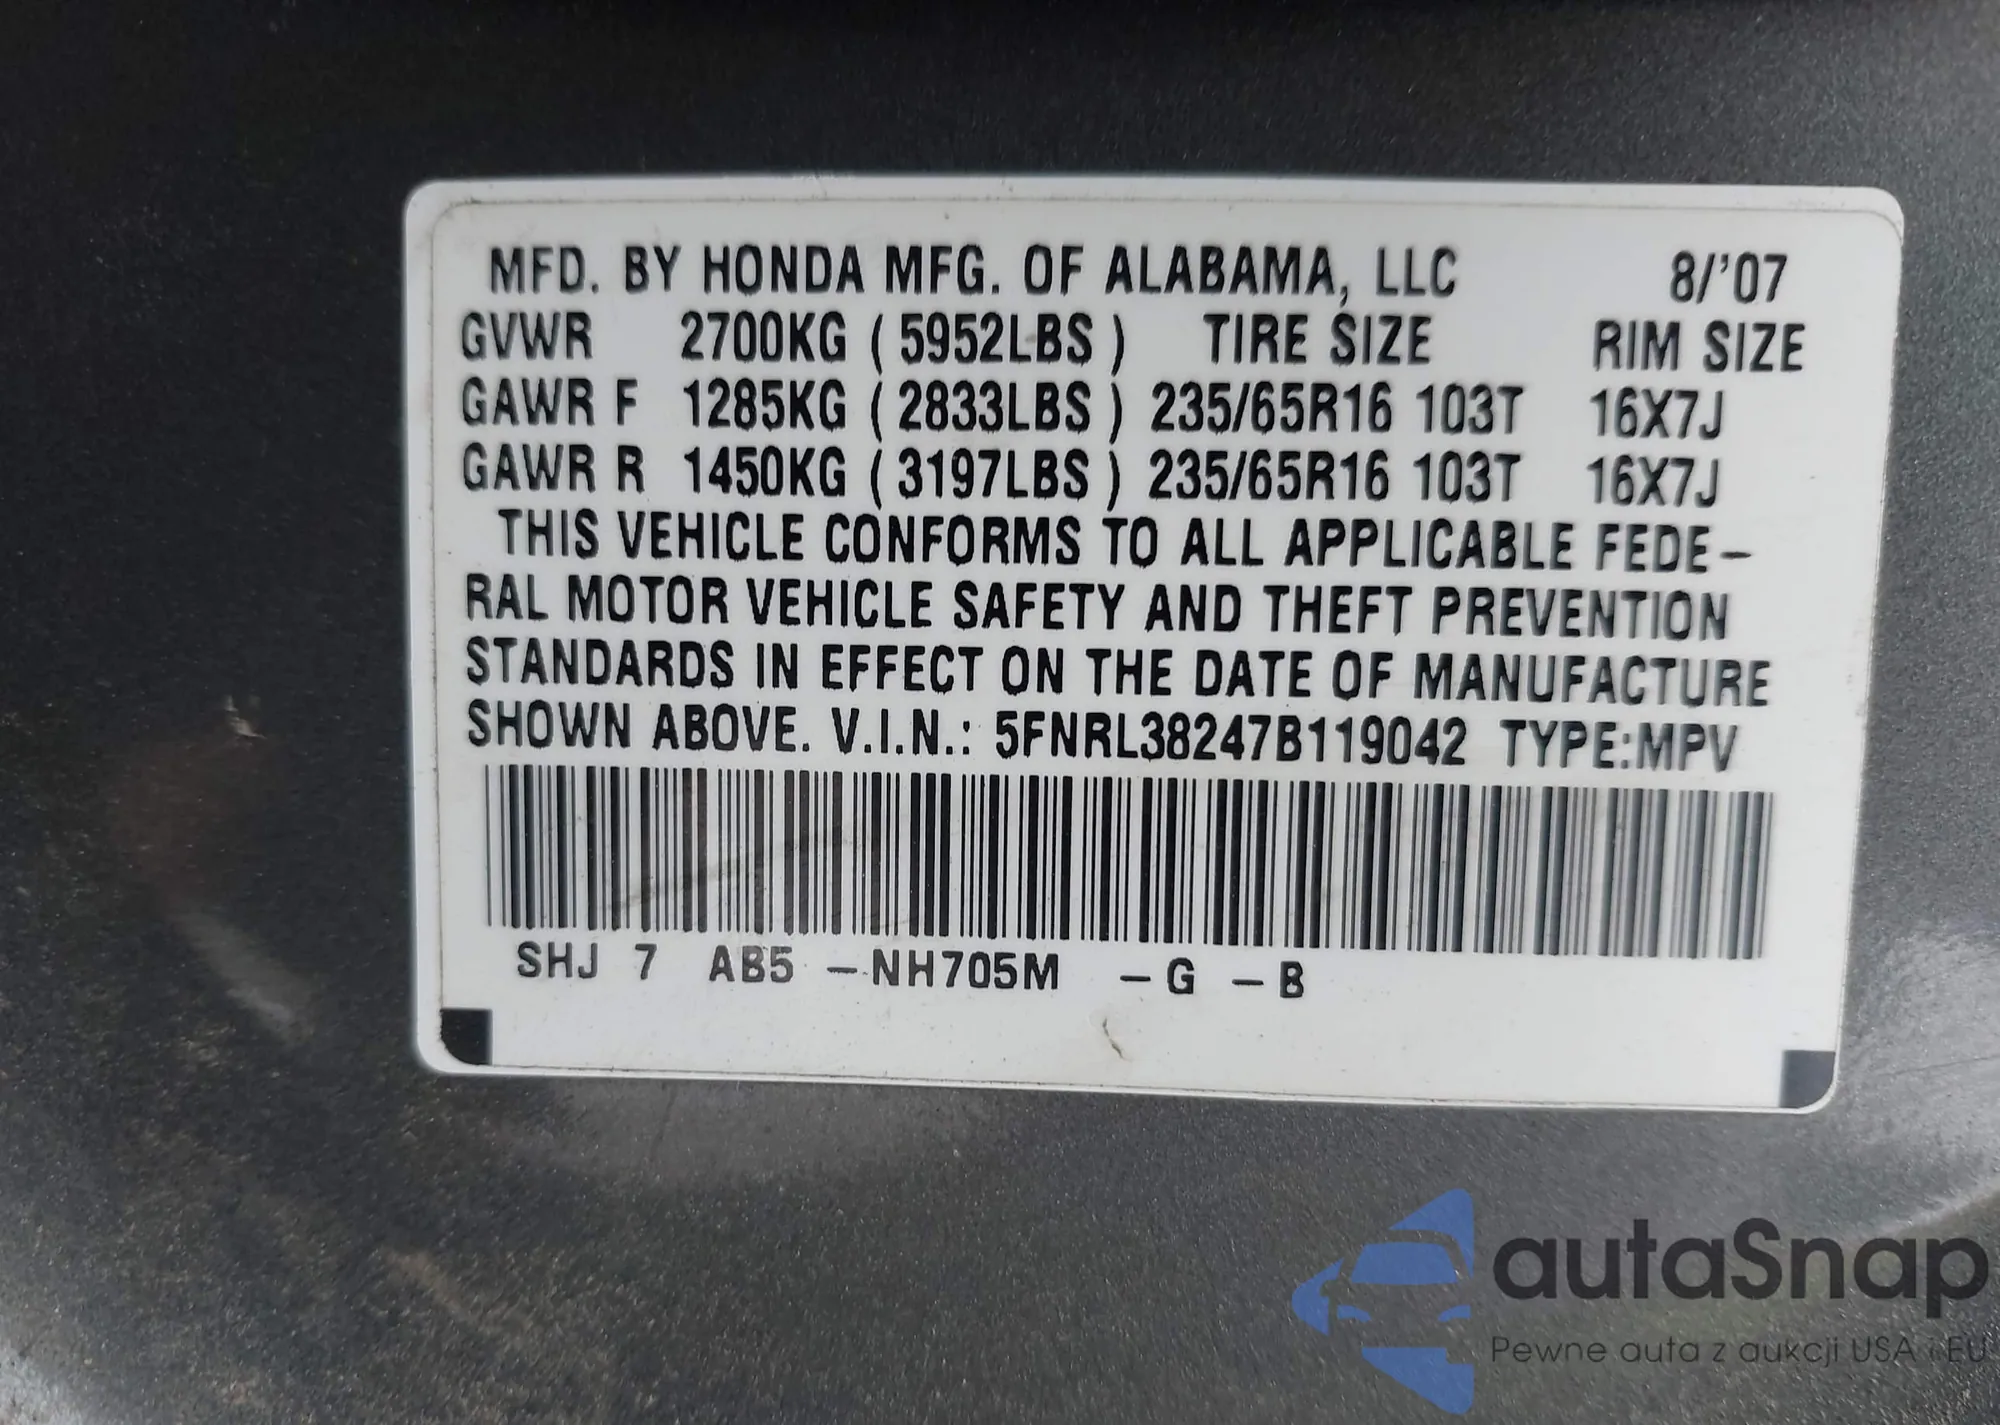 MFD. BY HONDA MFG. OF ALABAMA, LLC 8/'07
GVWR 2700KG (5952LBS) TIRE SIZE RIM SIZE
GAWR F 1285KG (2833LBS) 235/65R16 103T 16X7J
GAWR R 1450KG (3197LBS) 235/65R16 103T 16X7J
THIS VEHICLE CONFORMS TO ALL APPLICABLE FEDE-
RAL MOTOR VEHICLE SAFETY AND THEFT PREVENTION
STANDARDS IN EFFECT ON THE DATE OF MANUFACTURE
SHOWN ABOVE. V.I.N.: 5FNRL38247B119042 TYPE:MPV
SHJ 7 AB5 -NH705M -G -B
autaSnap
Pewne auta z aukcji USA i EU